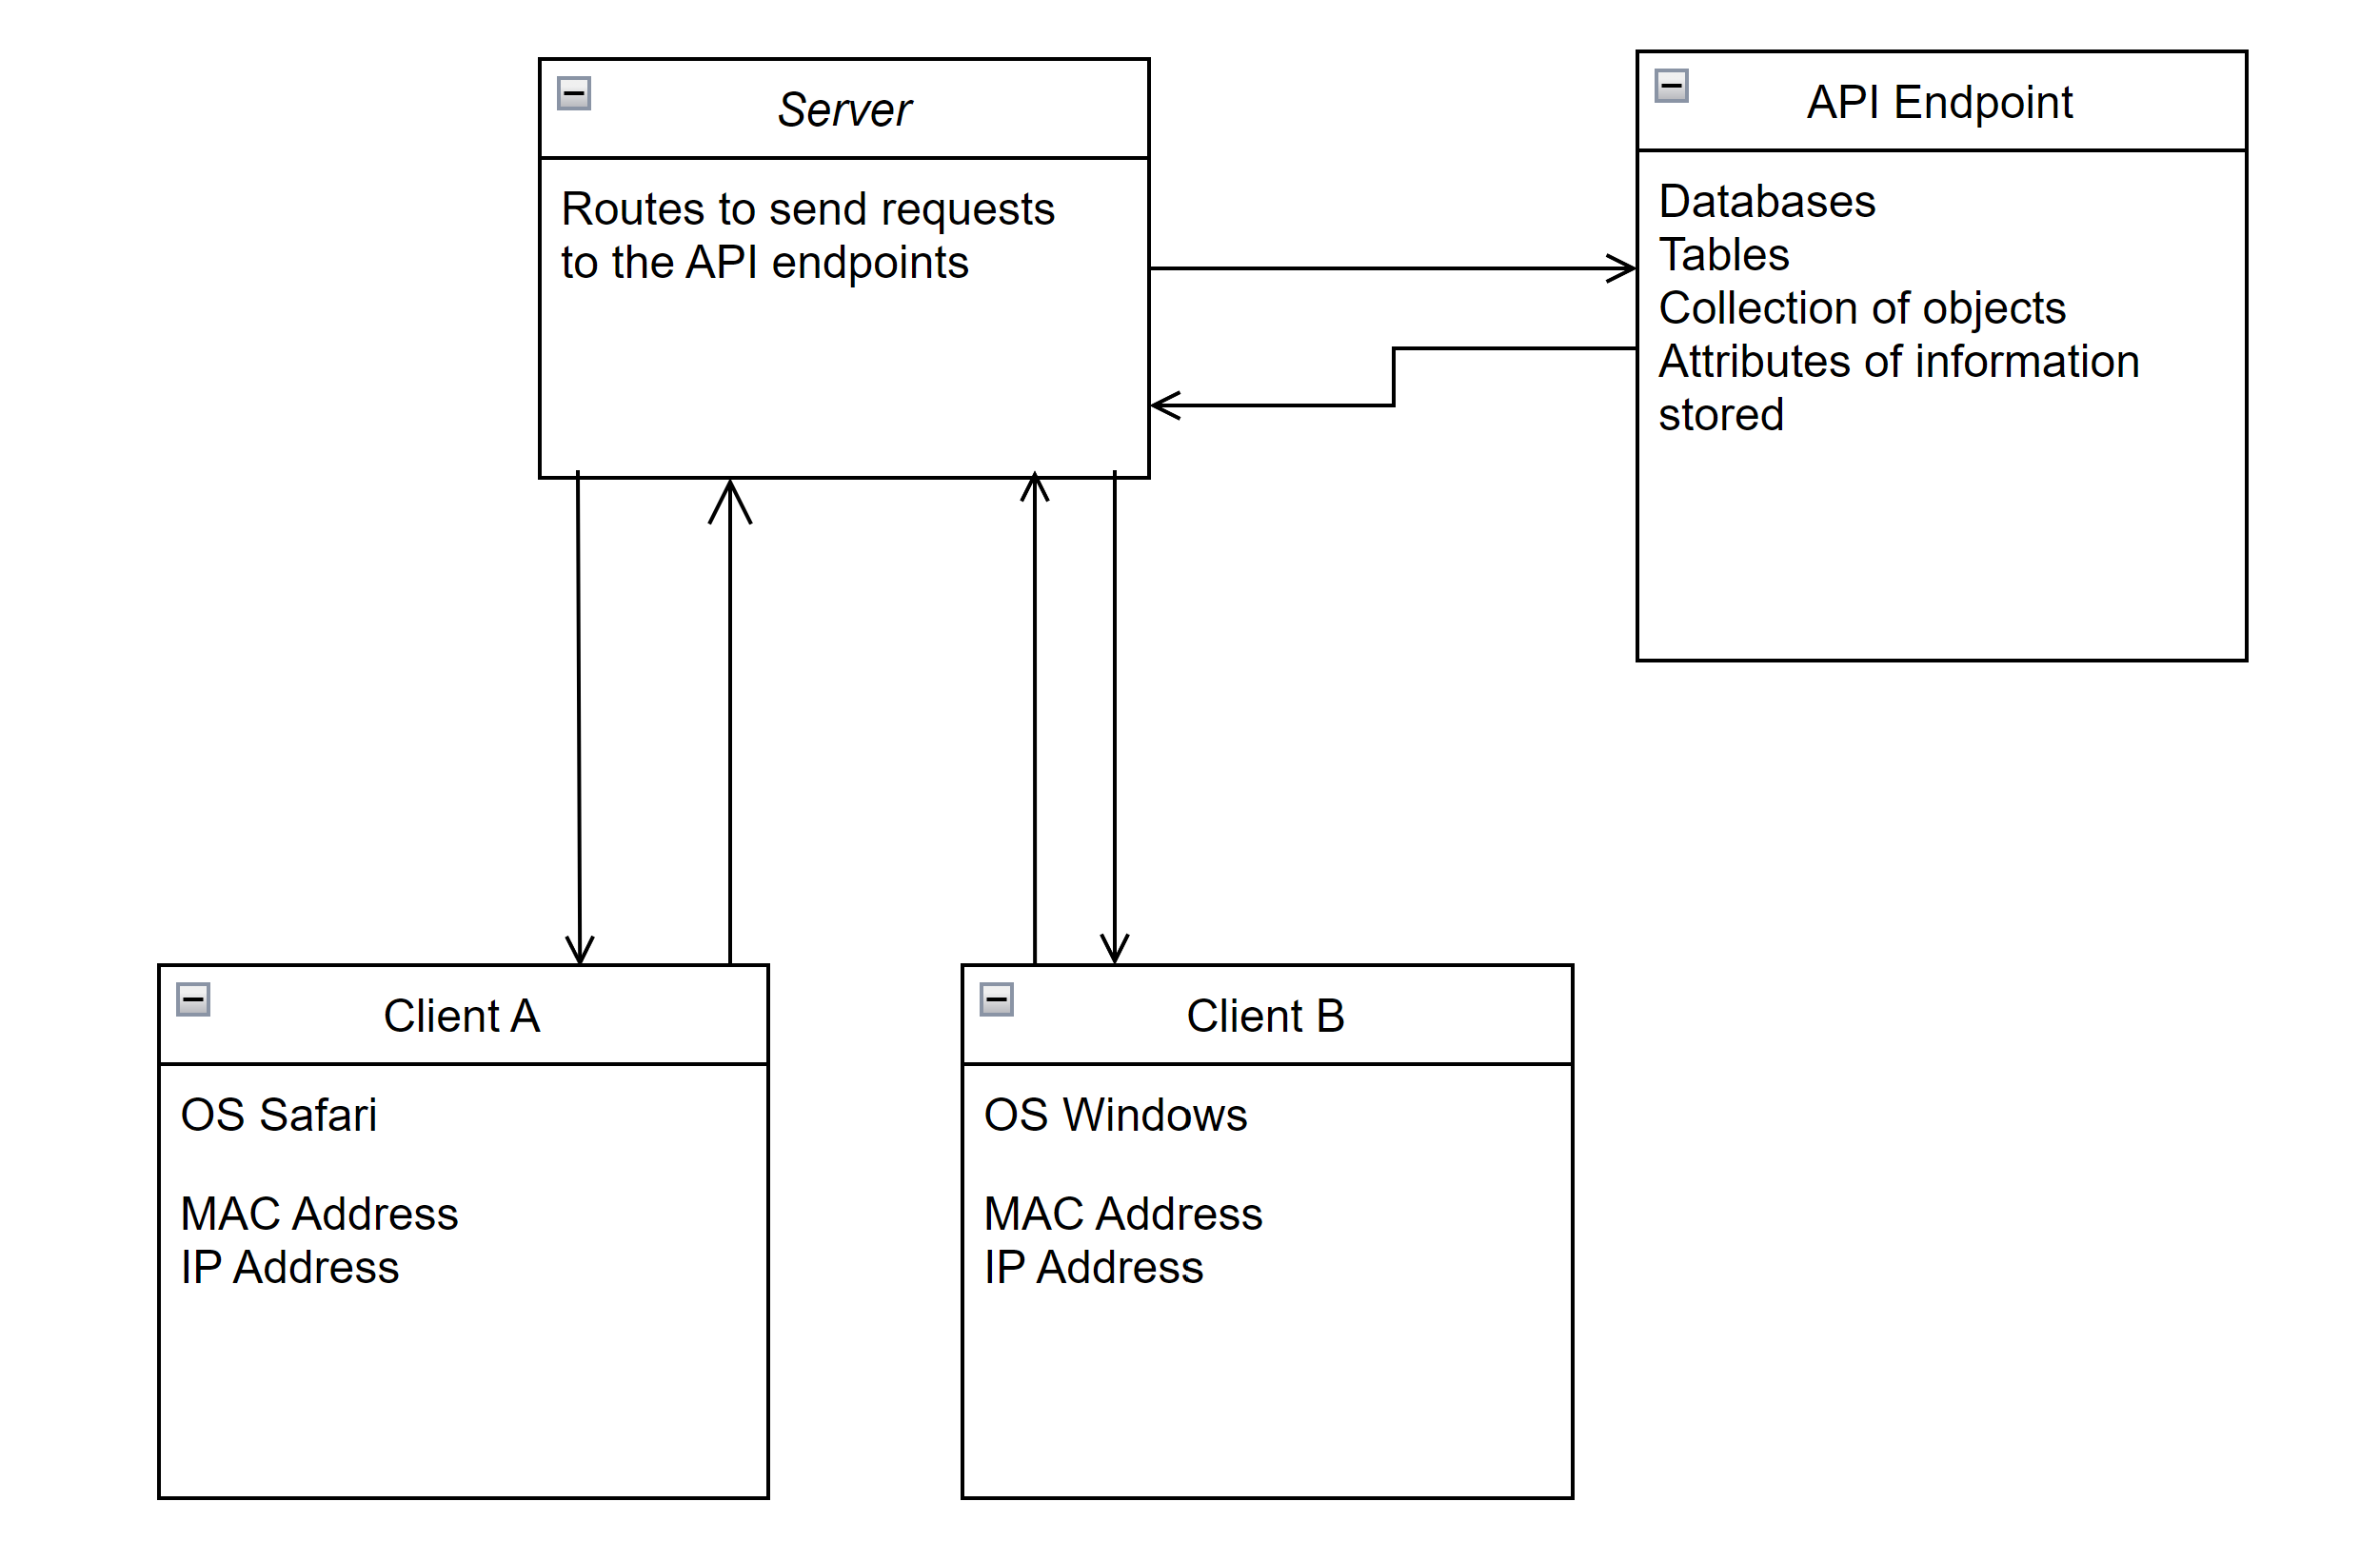 Server
Routes to send requests
to the API endpoints
API Endpoint
Databases
Tables
Collection of objects
Attributes of information
stored
Client A
OS Safari
MAC Address
IP Address
Client B
OS Windows
MAC Address
IP Address